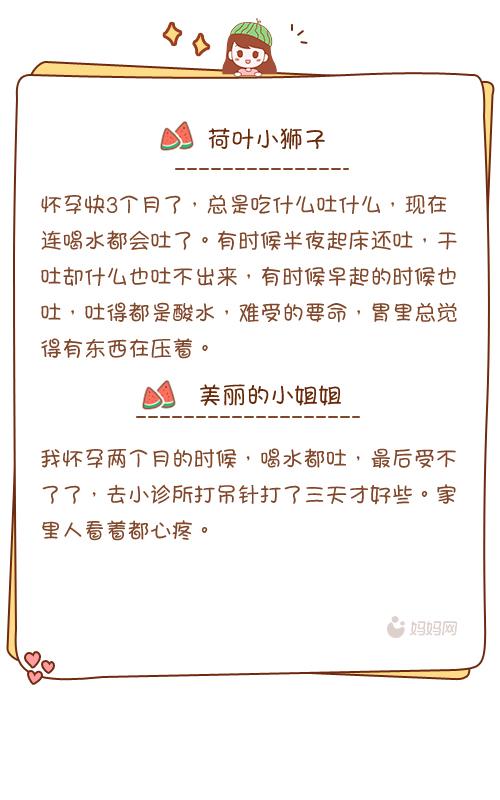 荷叶小狮子
怀孕快3个月了，总是吃什么吐什么，现在
连喝水都会吐了。有时候半夜起床还吐，干
吐却什么也吐不出来，有时候早起的时候也
吐，吐得都是酸水，难受的要命，胃里总觉
得有东西在压着。
美丽的小姐姐
我怀孕两个月的时候，喝水都吐，最后受不
了了，去小诊所打吊针打了三天才好些。家
里人看着都心疼。
妈妈网